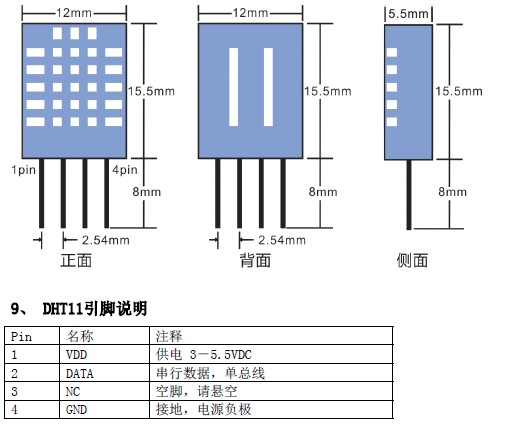 12mm
12mm
5.5mm
15.5mm
15.5mm
15.5mm
1pin
4pin
8mm
8mm
8mm
2.54mm
2.54mm
正面
背面
侧面
9、 DHT11引脚说明
Pin 名称 注释
1 VDD 供电 3－5.5VDC
2 DATA 串行数据，单总线
3 NC 空脚，请悬空
4 GND 接地，电源负极